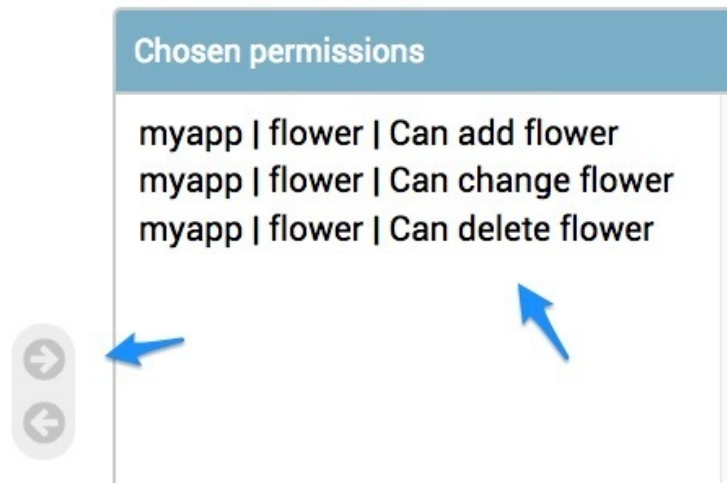 Chosen permissions
myapp | flower | Can add flower
myapp | flower | Can change flower
myapp | flower | Can delete flower